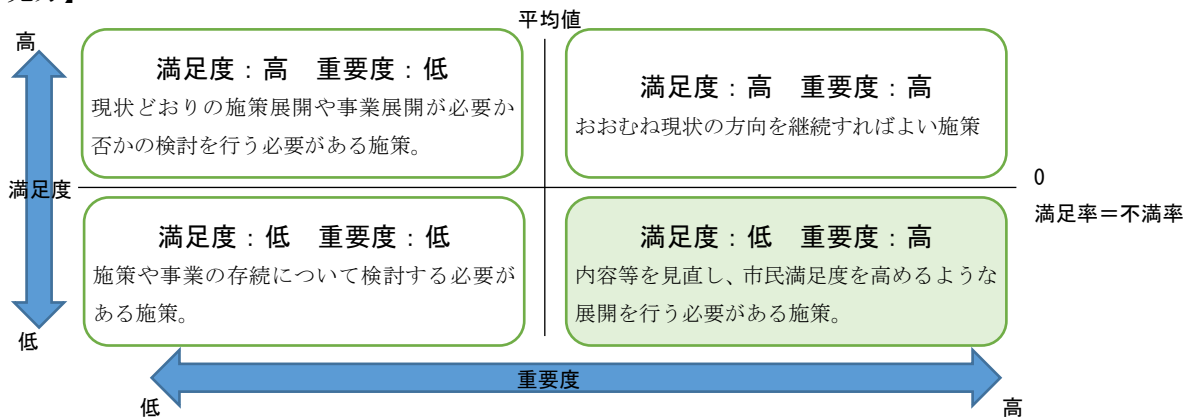 平均値
高
満足度：高　重要度：低
現状どおりの施策展開や事業展開が必要か
否かの検討を行う必要がある施策。
満足度：高　重要度：高
おおむね現状の方向を継続すればよい施策
満足度
0
満足率＝不満率
満足度：低　重要度：低
施策や事業の存続について検討する必要が
ある施策。
満足度：低　重要度：高
内容等を見直し、市民満足度を高めるような
展開を行う必要がある施策。
低
重要度
低
高